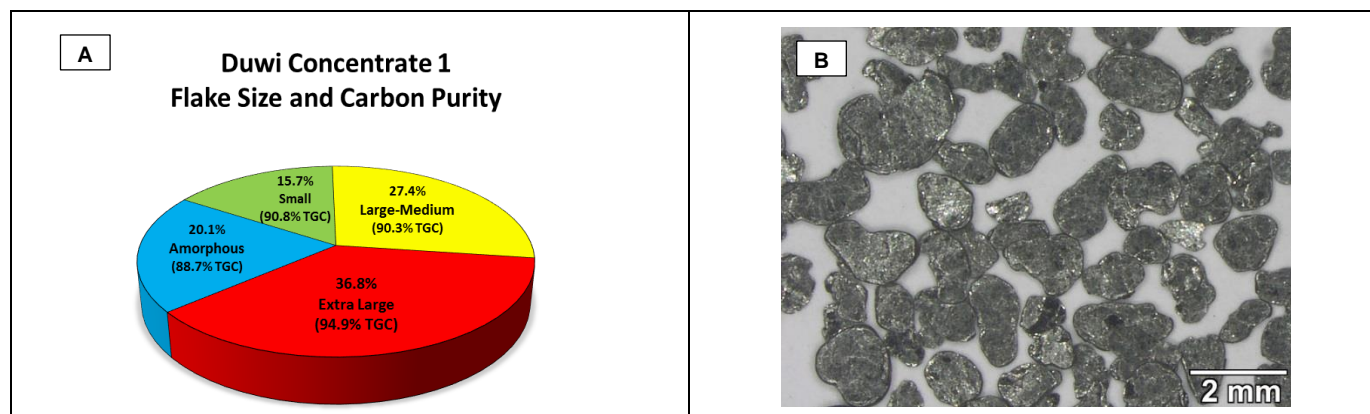 A
Duwi Concentrate 1
Flake Size and Carbon Purity
15.7%
Small
(90.8% TGC)
27.4%
Large-Medium
(90.3% TGC)
20.1%
Amorphous
(88.7% TGC)
36.8%
Extra Large
(94.9% TGC)
B
2 mm